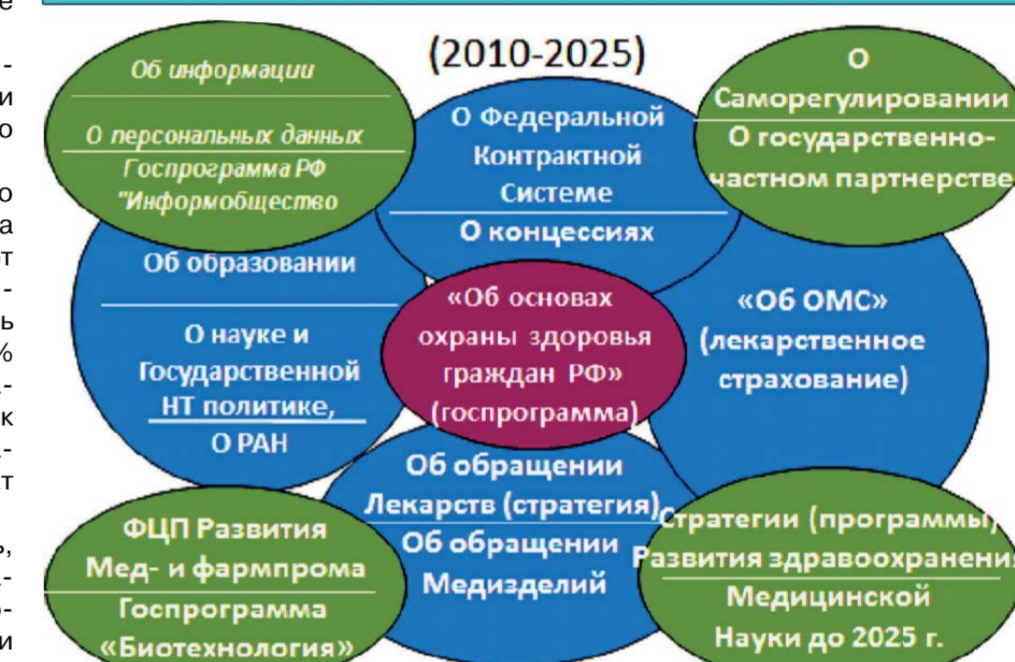 (2010-2025)
Об информации
О персональных данных
Госпрограмма РФ
"Информобщество
О Федеральной
Контрактной
Системе
О концессиях
О
Саморегулировании
О государственно-
частном партнерстве
Об образовании
О науке и
Государственной
НТ политике,
О РАН
«Об основах
охраны здоровья
граждан РФ»
(госпрограмма)
«Об ОМС»
(лекарственное
страхование)
Об обращении
Лекарств (стратегия)
Об обращении
Медизделий
ФЦП Развития
Мед- и фармпрома
Госпрограмма
«Биотехнология»
Стратегии (программы)
Развития здравоохранения
Медицинской
Науки до 2025 г.